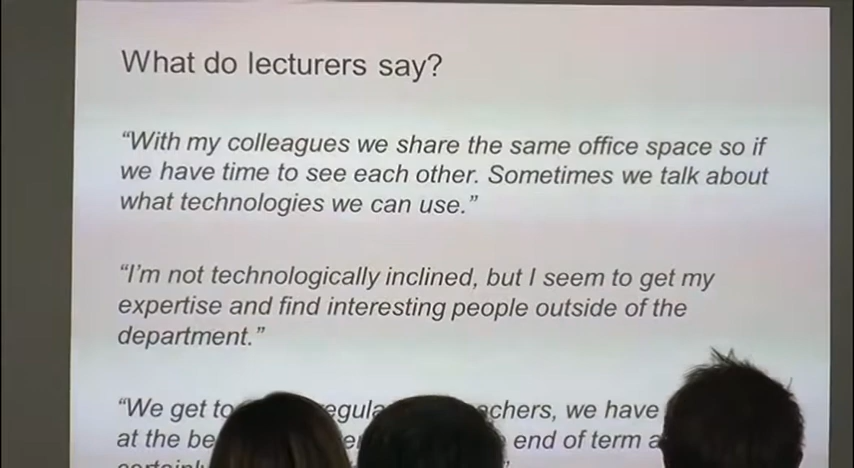 What do lecturers say?
“With my colleagues we share the same office space so if
we have time to see each other. Sometimes we talk about
what technologies we can use.”
“I’m not technologically inclined, but I seem to get my
expertise and find interesting people outside of the
department.”
“We get to we have
at the end of term